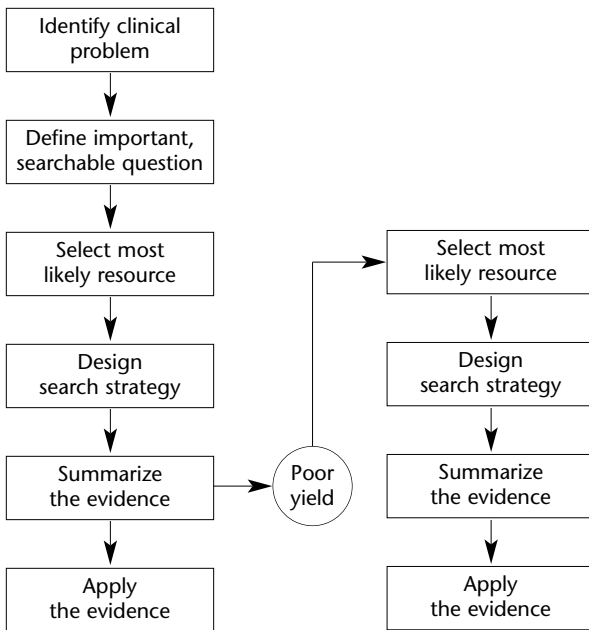 Identify clinical
problem
Define important,
searchable question
Select most
likely resource
Design
search strategy
Summarize
the evidence
Apply
the evidence
Poor
yield
Select most
likely resource
Design
search strategy
Summarize
the evidence
Apply
the evidence